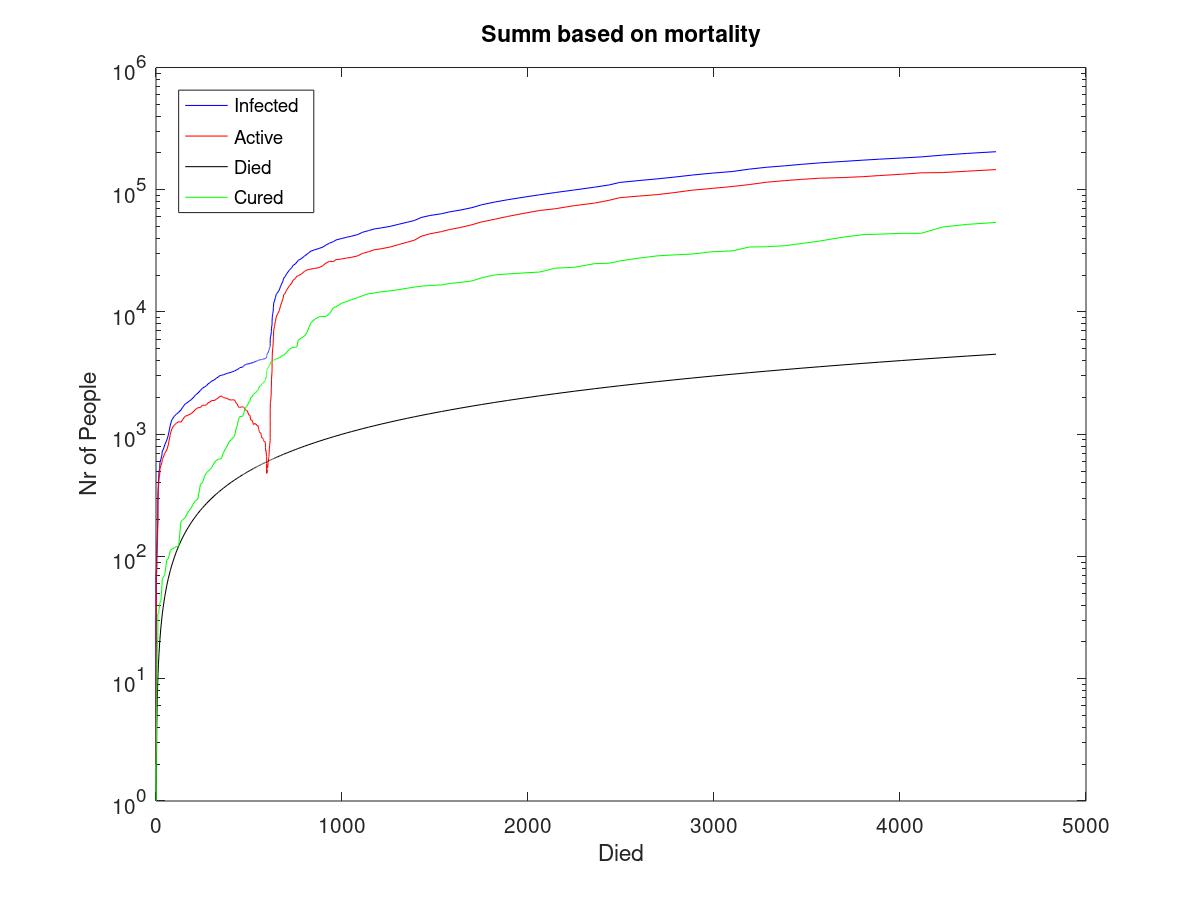 Summ based on mortality
10^6
Infected
Active
Died
Cured
10^5
10^4
10^3
10^2
10^1
10^0
Nr of People
0 1000 2000 3000 4000 5000
Died